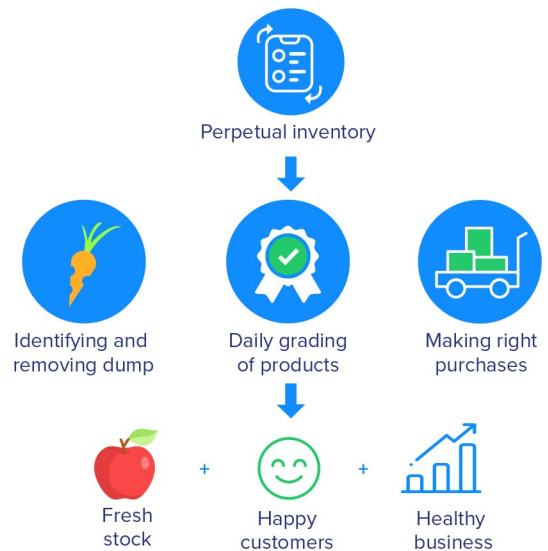 Perpetual inventory
Identifying and
removing dump
Daily grading
of products
Making right
purchases
+
+
Fresh
stock
Happy
customers
Healthy
business